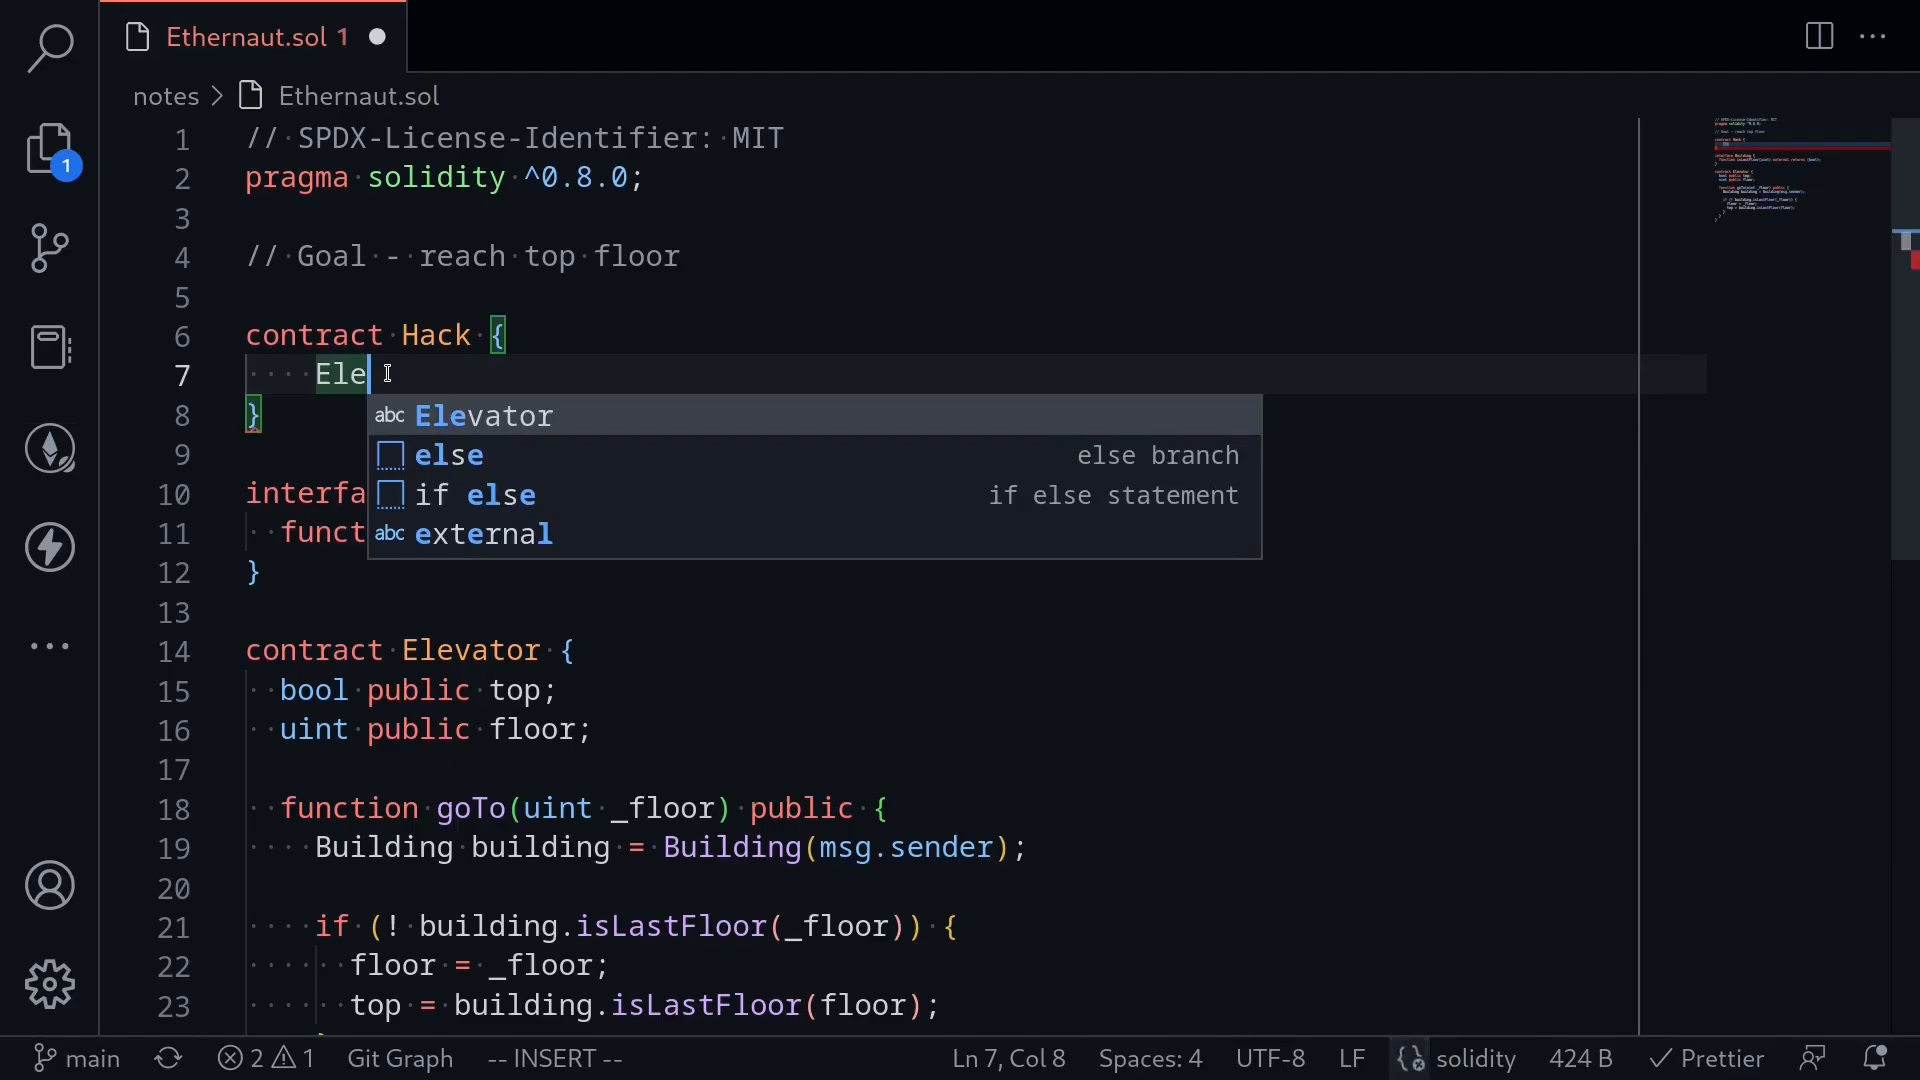 Ethernaut.sol 1
notes > Ethernaut.sol
1 // SPDX-License-Identifier: MIT
2 pragma solidity ^0.8.0;
3
4 // Goal - reach top floor
5
6 contract Hack {
7 Ele
8 }
abc Elevator
9 else else branch
10 interfa if else if else statement
11 funct abc external
12 }
13
14 contract Elevator {
15 bool public top;
16 uint public floor;
17
18 function goTo(uint _floor) public {
19 Building building = Building(msg.sender);
20
21 if (! building.isLastFloor(_floor)) {
22 floor = _floor;
23 top = building.isLastFloor(floor);
1
main 2 1 Git Graph -- INSERT -- Ln 7, Col 8 Spaces: 4 UTF-8 LF solidity 424 B Prettier